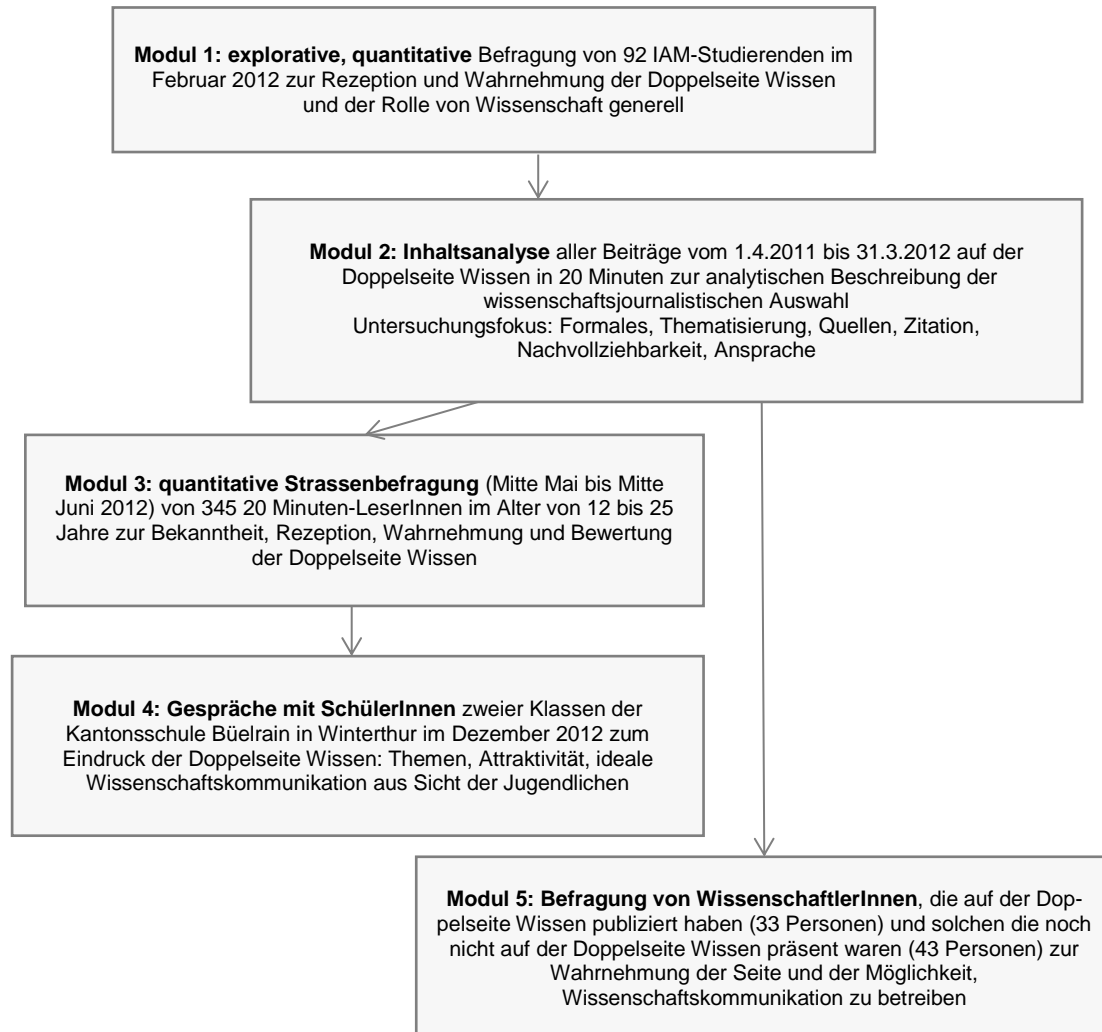 Modul 1: explorative, quantitative Befragung von 92 IAM-Studierenden im
Februar 2012 zur Rezeption und Wahrnehmung der Doppelseite Wissen
und der Rolle von Wissenschaft generell
Modul 2: Inhaltsanalyse aller Beiträge vom 1.4.2011 bis 31.3.2012 auf der
Doppelseite Wissen in 20 Minuten zur analytischen Beschreibung der
wissenschaftsjournalistischen Auswahl
Untersuchungsfokus: Formales, Thematisierung, Quellen, Zitation,
Nachvollziehbarkeit, Ansprache
Modul 3: quantitative Strassenbefragung (Mitte Mai bis Mitte
Juni 2012) von 345 20 Minuten-LeserInnen im Alter von 12 bis 25
Jahre zur Bekanntheit, Rezeption, Wahrnehmung und Bewertung
der Doppelseite Wissen
Modul 4: Gespräche mit SchülerInnen zweier Klassen der
Kantonsschule Büelrain in Winterthur im Dezember 2012 zum
Eindruck der Doppelseite Wissen: Themen, Attraktivität, ideale
Wissenschaftskommunikation aus Sicht der Jugendlichen
Modul 5: Befragung von WissenschaftlerInnen, die auf der Dop-
pelseite Wissen publiziert haben (33 Personen) und solchen die noch
nicht auf der Doppelseite Wissen präsent waren (43 Personen) zur
Wahrnehmung der Seite und der Möglichkeit,
Wissenschaftskommunikation zu betreiben